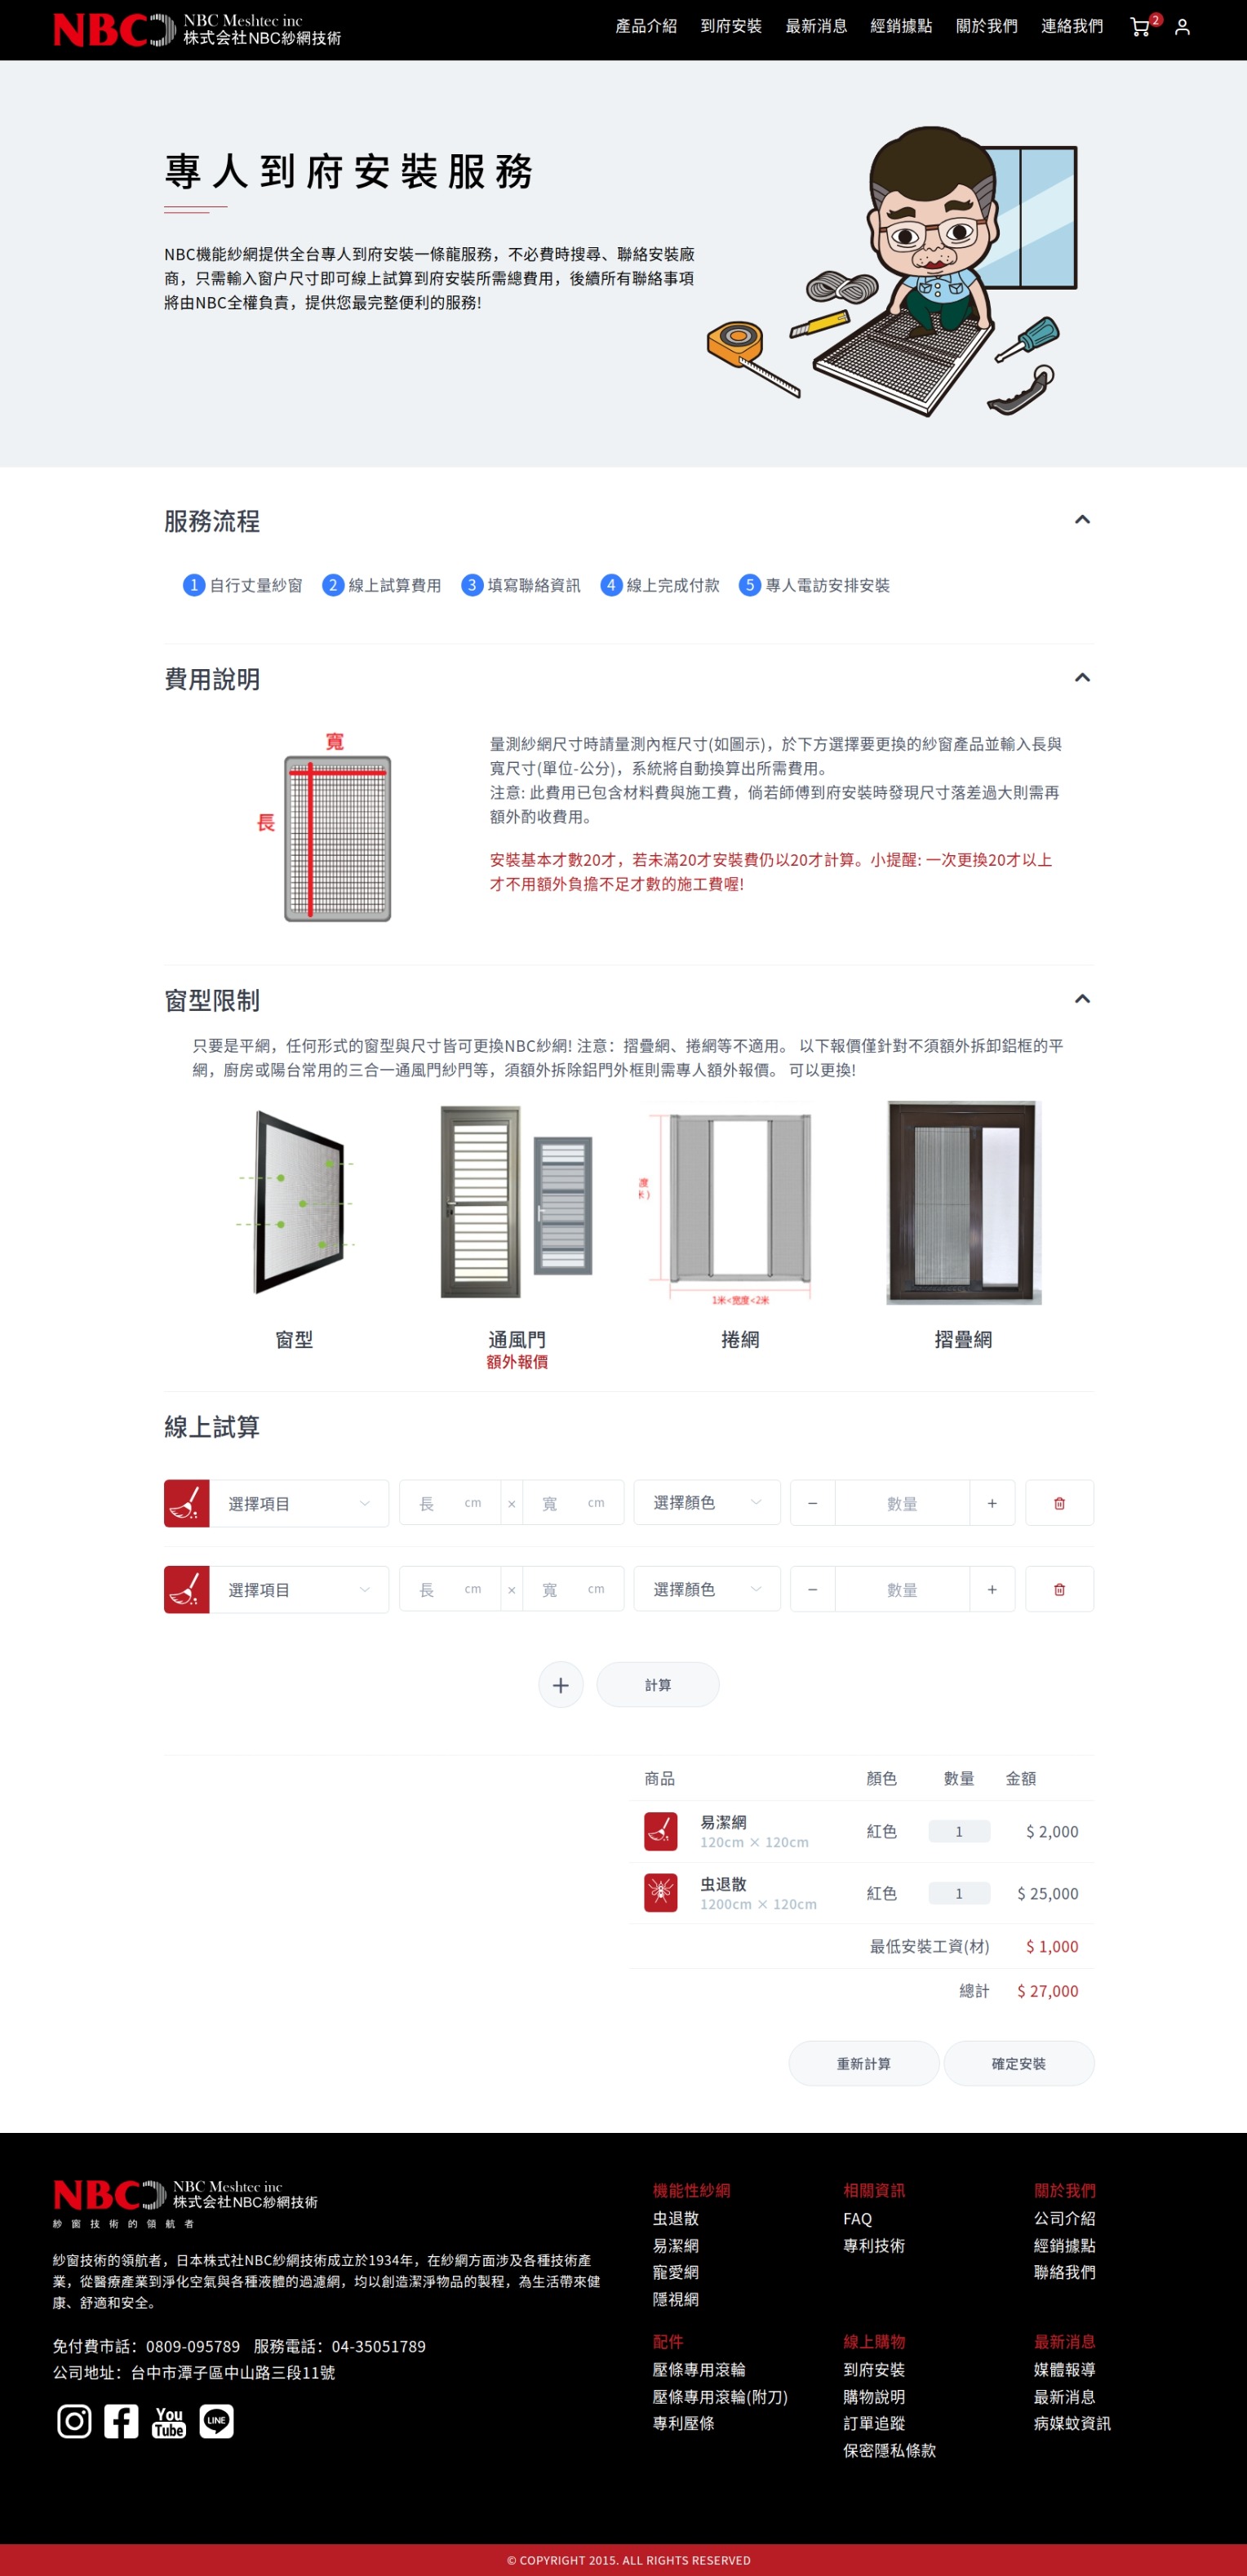 NBC
NBC Meshtec inc
株式会社NBC紗網技術
產品介紹 到府安裝 最新消息 經銷據點 關於我們 連絡我們 2
專人到府安裝服務
NBC機能紗網提供全台專人到府安裝一條龍服務，不必費時搜尋、聯絡安裝廠
商，只需輸入窗户尺寸即可線上試算到府安裝所需總費用，後續所有聯絡事項
將由NBC全權負責，提供您最完整便利的服務!
服務流程
1 自行丈量紗窗 2 線上試算費用 3 填寫聯絡資訊 4 線上完成付款 5 專人電訪安排安裝
費用說明
寬
長
量測紗網尺寸時請量測內框尺寸(如圖示)，於下方選擇要更換的紗窗產品並輸入長與
寬尺寸(單位-公分)，系統將自動換算出所需費用。
注意: 此費用已包含材料費與施工費，倘若師傅到府安裝時發現尺寸落差過大則需再
額外酌收費用。
安裝基本才數20才，若未滿20才安裝費仍以20才計算。小提醒: 一次更換20才以上
才不用額外負擔不足才數的施工費喔!
窗型限制
只要是平網，任何形式的窗型與尺寸皆可更換NBC紗網! 注意：摺疊網、捲網等不適用。 以下報價僅針對不須額外拆卸鋁框的平
網，廚房或陽台常用的三合一通風門紗門等，須額外拆除鋁門外框則需專人額外報價。 可以更換!
度
米）
1米<宽度<2米
窗型 通風門 捲網 摺疊網
額外報價
線上試算
選擇項目 長 cm × 寬 cm 選擇顏色 − 數量 +
選擇項目 長 cm × 寬 cm 選擇顏色 − 數量 +
+ 計算
商品 顏色 數量 金額
易潔網 紅色 1 $ 2,000
120cm × 120cm
虫退散 紅色 1 $ 25,000
1200cm × 120cm
最低安裝工資(材) $ 1,000
總計 $ 27,000
重新計算 確定安裝
NBC
NBC Meshtec inc
株式会社NBC紗網技術
紗窗技術的領航者
紗窗技術的領航者，日本株式社NBC紗網技術成立於1934年，在紗網方面涉及各種技術產
業，從醫療產業到淨化空氣與各種液體的過濾網，均以創造潔淨物品的製程，為生活帶來健
康、舒適和安全。
免付費市話：0809-095789 服務電話：04-35051789
公司地址：台中市潭子區中山路三段11號
You
Tube
LINE
機能性紗網
虫退散
易潔網
寵愛網
隱視網
相關資訊
FAQ
專利技術
關於我們
公司介紹
經銷據點
聯絡我們
配件
壓條專用滾輪
壓條專用滾輪(附刀)
專利壓條
線上購物
到府安裝
購物說明
訂單追蹤
保密隱私條款
最新消息
媒體報導
最新消息
病媒蚊資訊
© COPYRIGHT 2015. ALL RIGHTS RESERVED